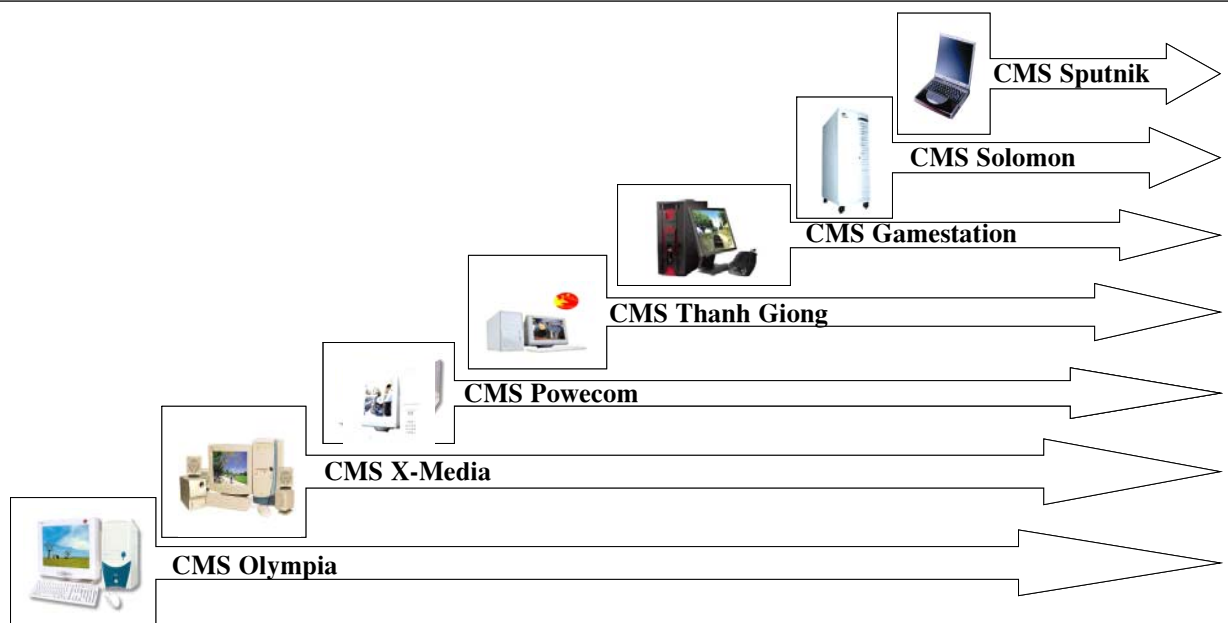 CMS Sputnik
CMS Solomon
CMS Gamestation
CMS Thanh Giong
CMS Powecom
CMS X-Media
CMS Olympia